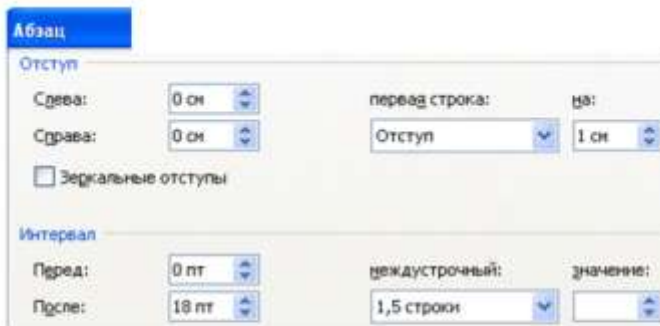 Абзац
Отступ
Слева: 0 см первая строка: на:
Справа: 0 см Отступ 1 см
Зеркальные отступы
Интервал
Перед: 0 пт междустрочный: значение:
После: 18 пт 1,5 строки